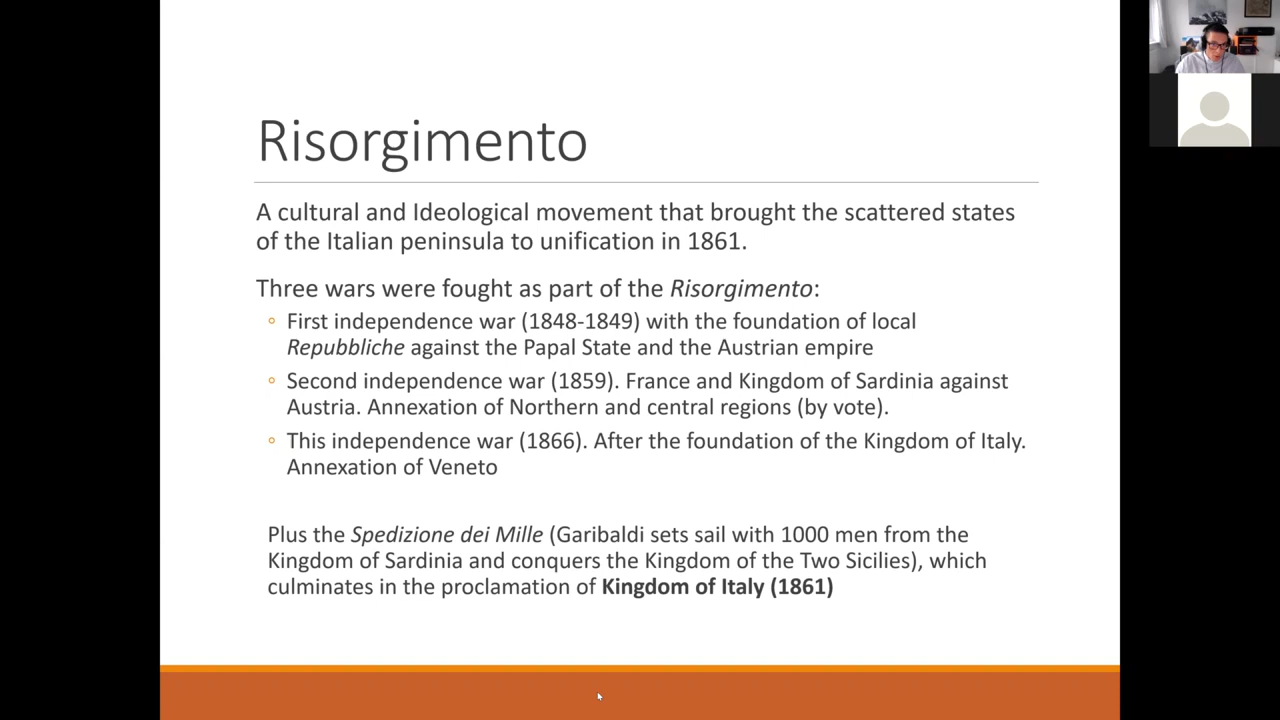 Risorgimento
A cultural and Ideological movement that brought the scattered states
of the Italian peninsula to unification in 1861.
Three wars were fought as part of the Risorgimento:
◦ First independence war (1848-1849) with the foundation of local
Repubbliche against the Papal State and the Austrian empire
◦ Second independence war (1859). France and Kingdom of Sardinia against
Austria. Annexation of Northern and central regions (by vote).
◦ This independence war (1866). After the foundation of the Kingdom of Italy.
Annexation of Veneto
Plus the Spedizione dei Mille (Garibaldi sets sail with 1000 men from the
Kingdom of Sardinia and conquers the Kingdom of the Two Sicilies), which
culminates in the proclamation of Kingdom of Italy (1861)